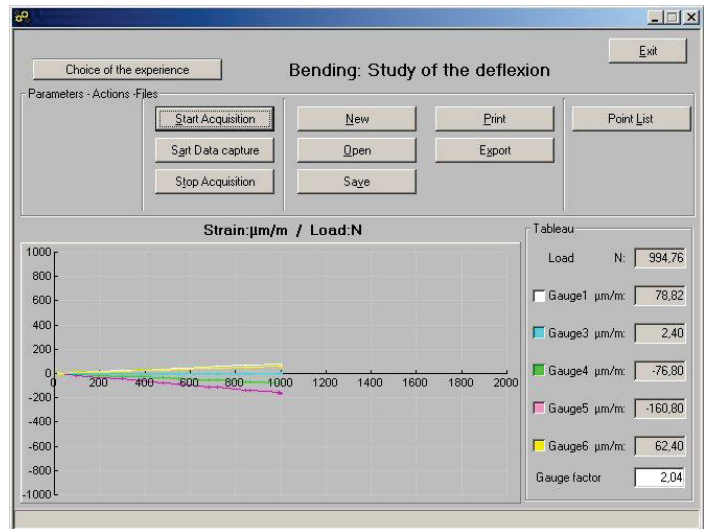 Exit
Choice of the experience
Bending: Study of the deflexion
Parameters - Actions -Files
Start Acquisition
New
Print
Point List
Sart Data capture
Open
Export
Stop Acquisition
Save
Strain:µm/m / Load:N
Tableau
1000
800
600
400
200
0
-200
-400
-600
-800
-1000
0 200 400 600 800 1000 1200 1400 1600 1800 2000
Load N: 994,76
Gauge1 µm/m: 78,82
Gauge3 µm/m: 2,40
Gauge4 µm/m: -76,80
Gauge5 µm/m: -160,80
Gauge6 µm/m: 62,40
Gauge factor 2,04